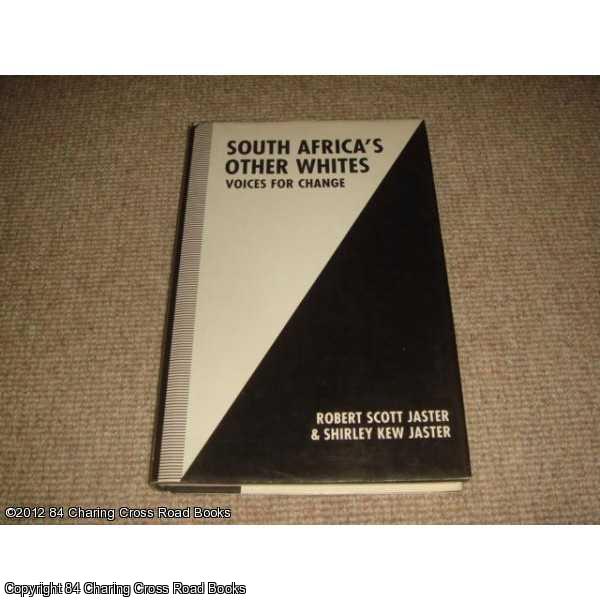 SOUTH AFRICA'S
OTHER WHITES
VOICES FOR CHANGE
ROBERT SCOTT JASTER
& SHIRLEY KEW JASTER
©2012 84 Charing Cross Road Books
Copyright 84 Charing Cross Road Books